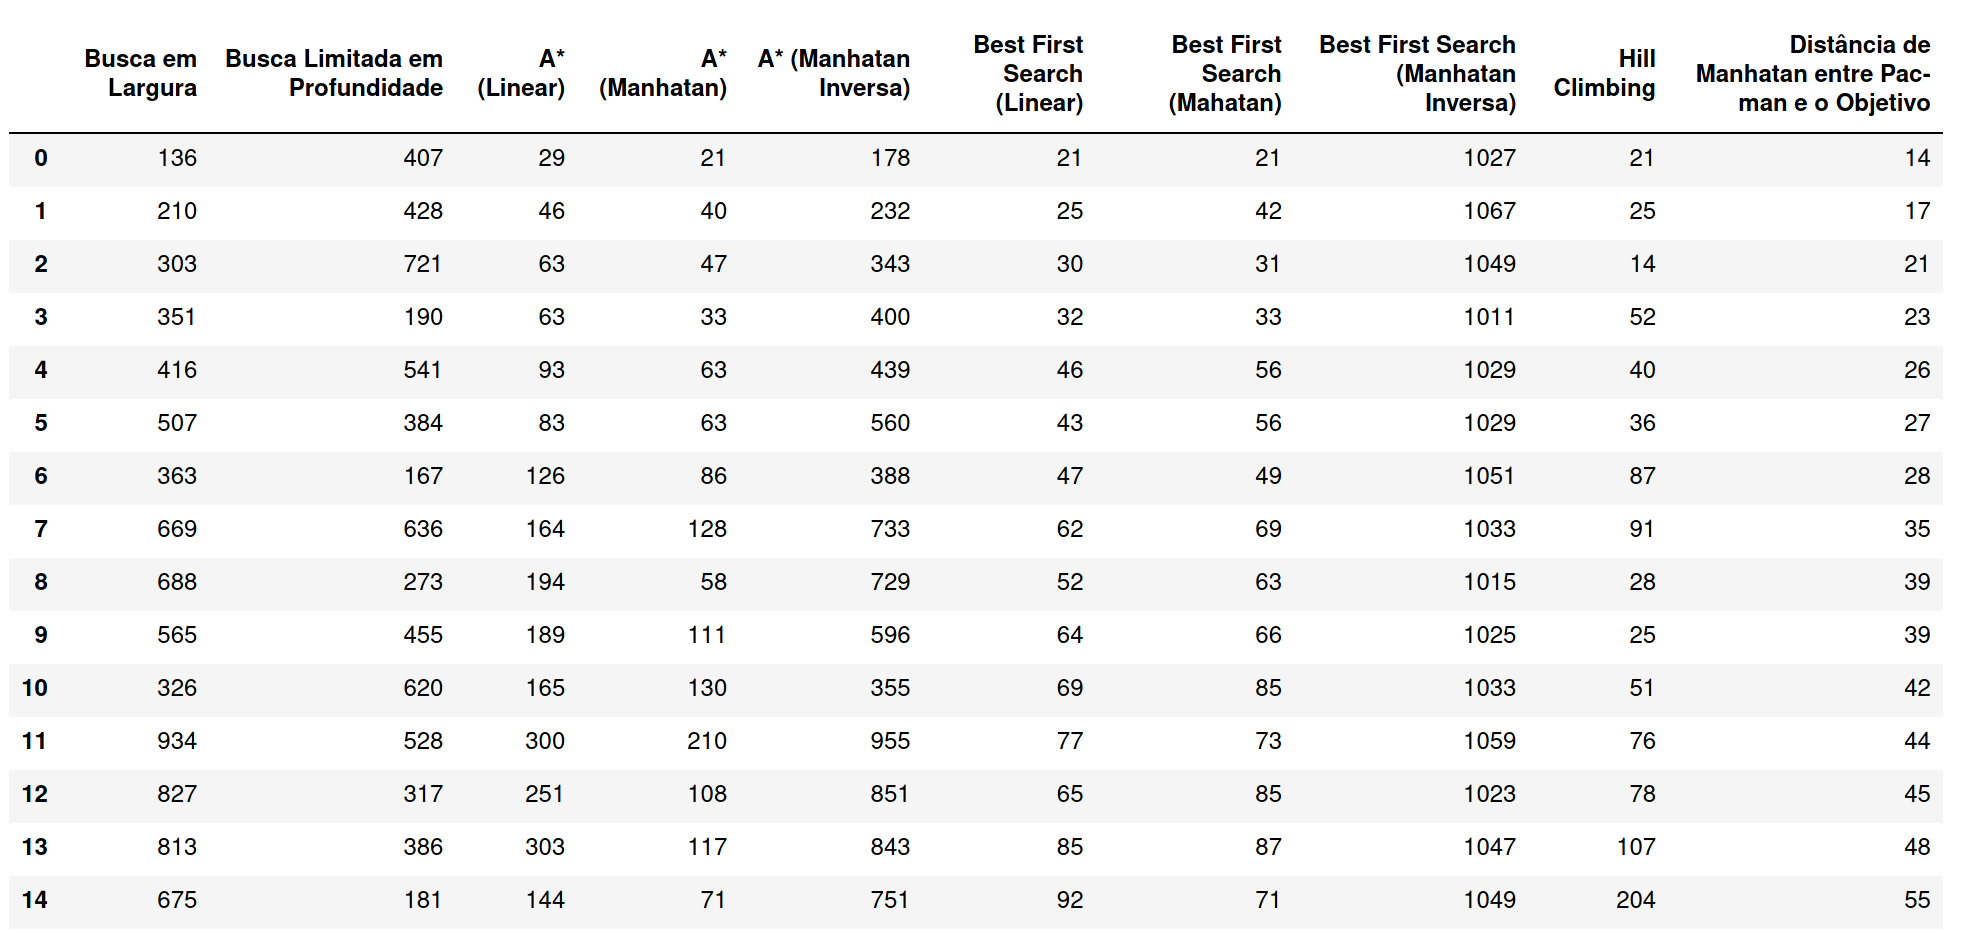 Busca em Largura Busca Limitada em Profundidade A* (Linear) A* (Manhatan) A* (Manhatan Inversa) Best First Search (Linear) Best First Search (Mahatan) Best First Search (Manhatan Inversa) Hill Climbing Distância de Manhatan entre Pac-man e o Objetivo
0 136 407 29 21 178 21 21 1027 21 14
1 210 428 46 40 232 25 42 1067 25 17
2 303 721 63 47 343 30 31 1049 14 21
3 351 190 63 33 400 32 33 1011 52 23
4 416 541 93 63 439 46 56 1029 40 26
5 507 384 83 63 560 43 56 1029 36 27
6 363 167 126 86 388 47 49 1051 87 28
7 669 636 164 128 733 62 69 1033 91 35
8 688 273 194 58 729 52 63 1015 28 39
9 565 455 189 111 596 64 66 1025 25 39
10 326 620 165 130 355 69 85 1033 51 42
11 934 528 300 210 955 77 73 1059 76 44
12 827 317 251 108 851 65 85 1023 78 45
13 813 386 303 117 843 85 87 1047 107 48
14 675 181 144 71 751 92 71 1049 204 55